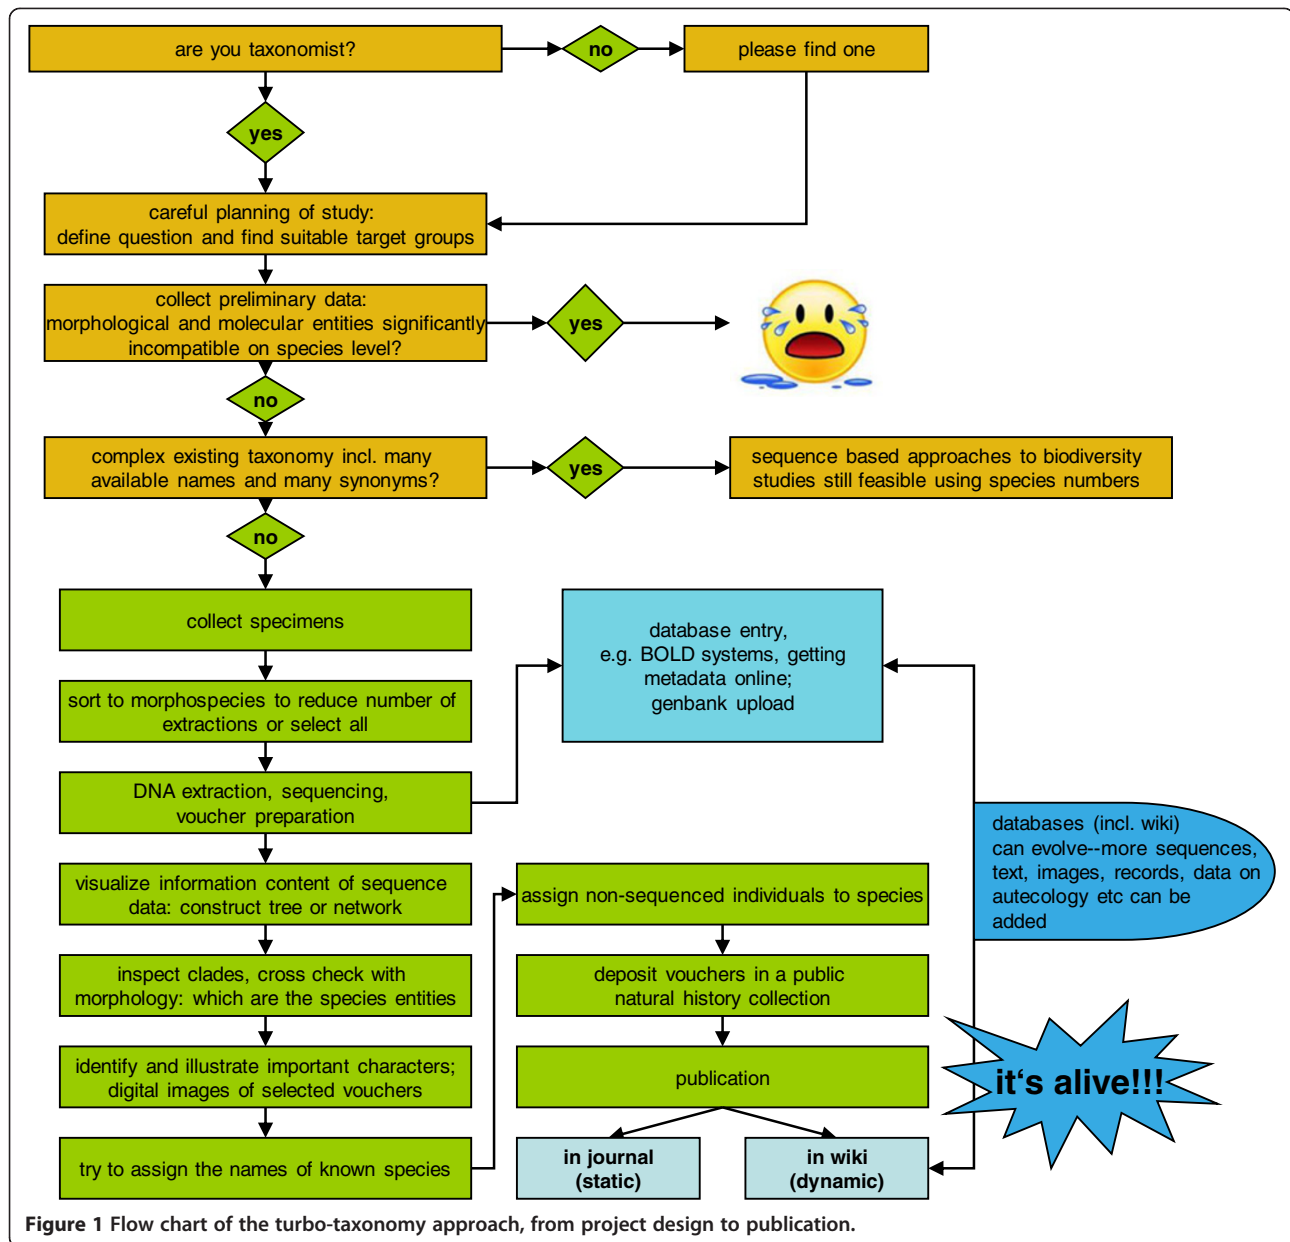 are you taxonomist?
no
please find one
yes
careful planning of study:
define question and find suitable target groups
collect preliminary data:
morphological and molecular entities significantly
incompatible on species level?
yes
no
complex existing taxonomy incl. many
available names and many synonyms?
yes
sequence based approaches to biodiversity
studies still feasible using species numbers
no
collect specimens
database entry,
e.g. BOLD systems, getting
metadata online;
genbank upload
sort to morphospecies to reduce number of
extractions or select all
DNA extraction, sequencing,
voucher preparation
databases (incl. wiki)
can evolve--more sequences,
text, images, records, data on
autecology etc can be
added
visualize information content of sequence
data: construct tree or network
assign non-sequenced individuals to species
inspect clades, cross check with
morphology: which are the species entities
deposit vouchers in a public
natural history collection
identify and illustrate important characters;
digital images of selected vouchers
publication
it‘s alive!!!
try to assign the names of known species
in journal
(static)
in wiki
(dynamic)
Figure 1 Flow chart of the turbo-taxonomy approach, from project design to publication.